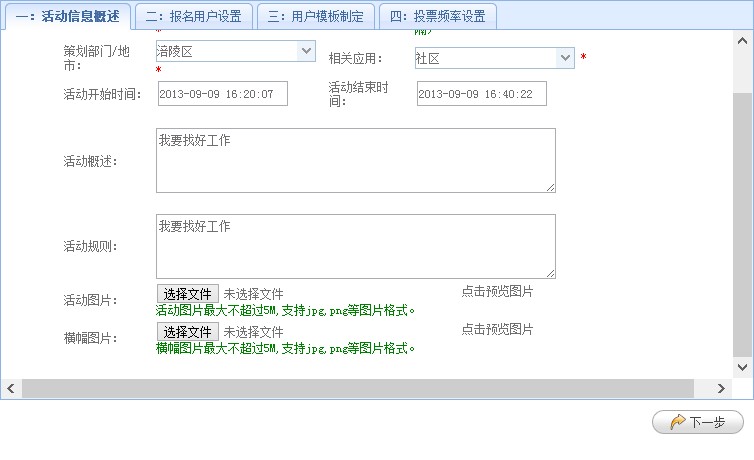 一：活动信息概述 二：报名用户设置 三：用户模板制定 四：投票频率设置
*
策划部门/地市： 涪陵区 * 相关应用： 社区 *
活动开始时间： 2013-09-09 16:20:07 活动结束时间： 2013-09-09 16:40:22
活动概述： 我要找好工作
活动规则： 我要找好工作
活动图片： 选择文件 未选择文件 点击预览图片
活动图片最大不超过5M,支持jpg,png等图片格式。
横幅图片： 选择文件 未选择文件 点击预览图片
横幅图片最大不超过5M,支持jpg,png等图片格式。
下一步